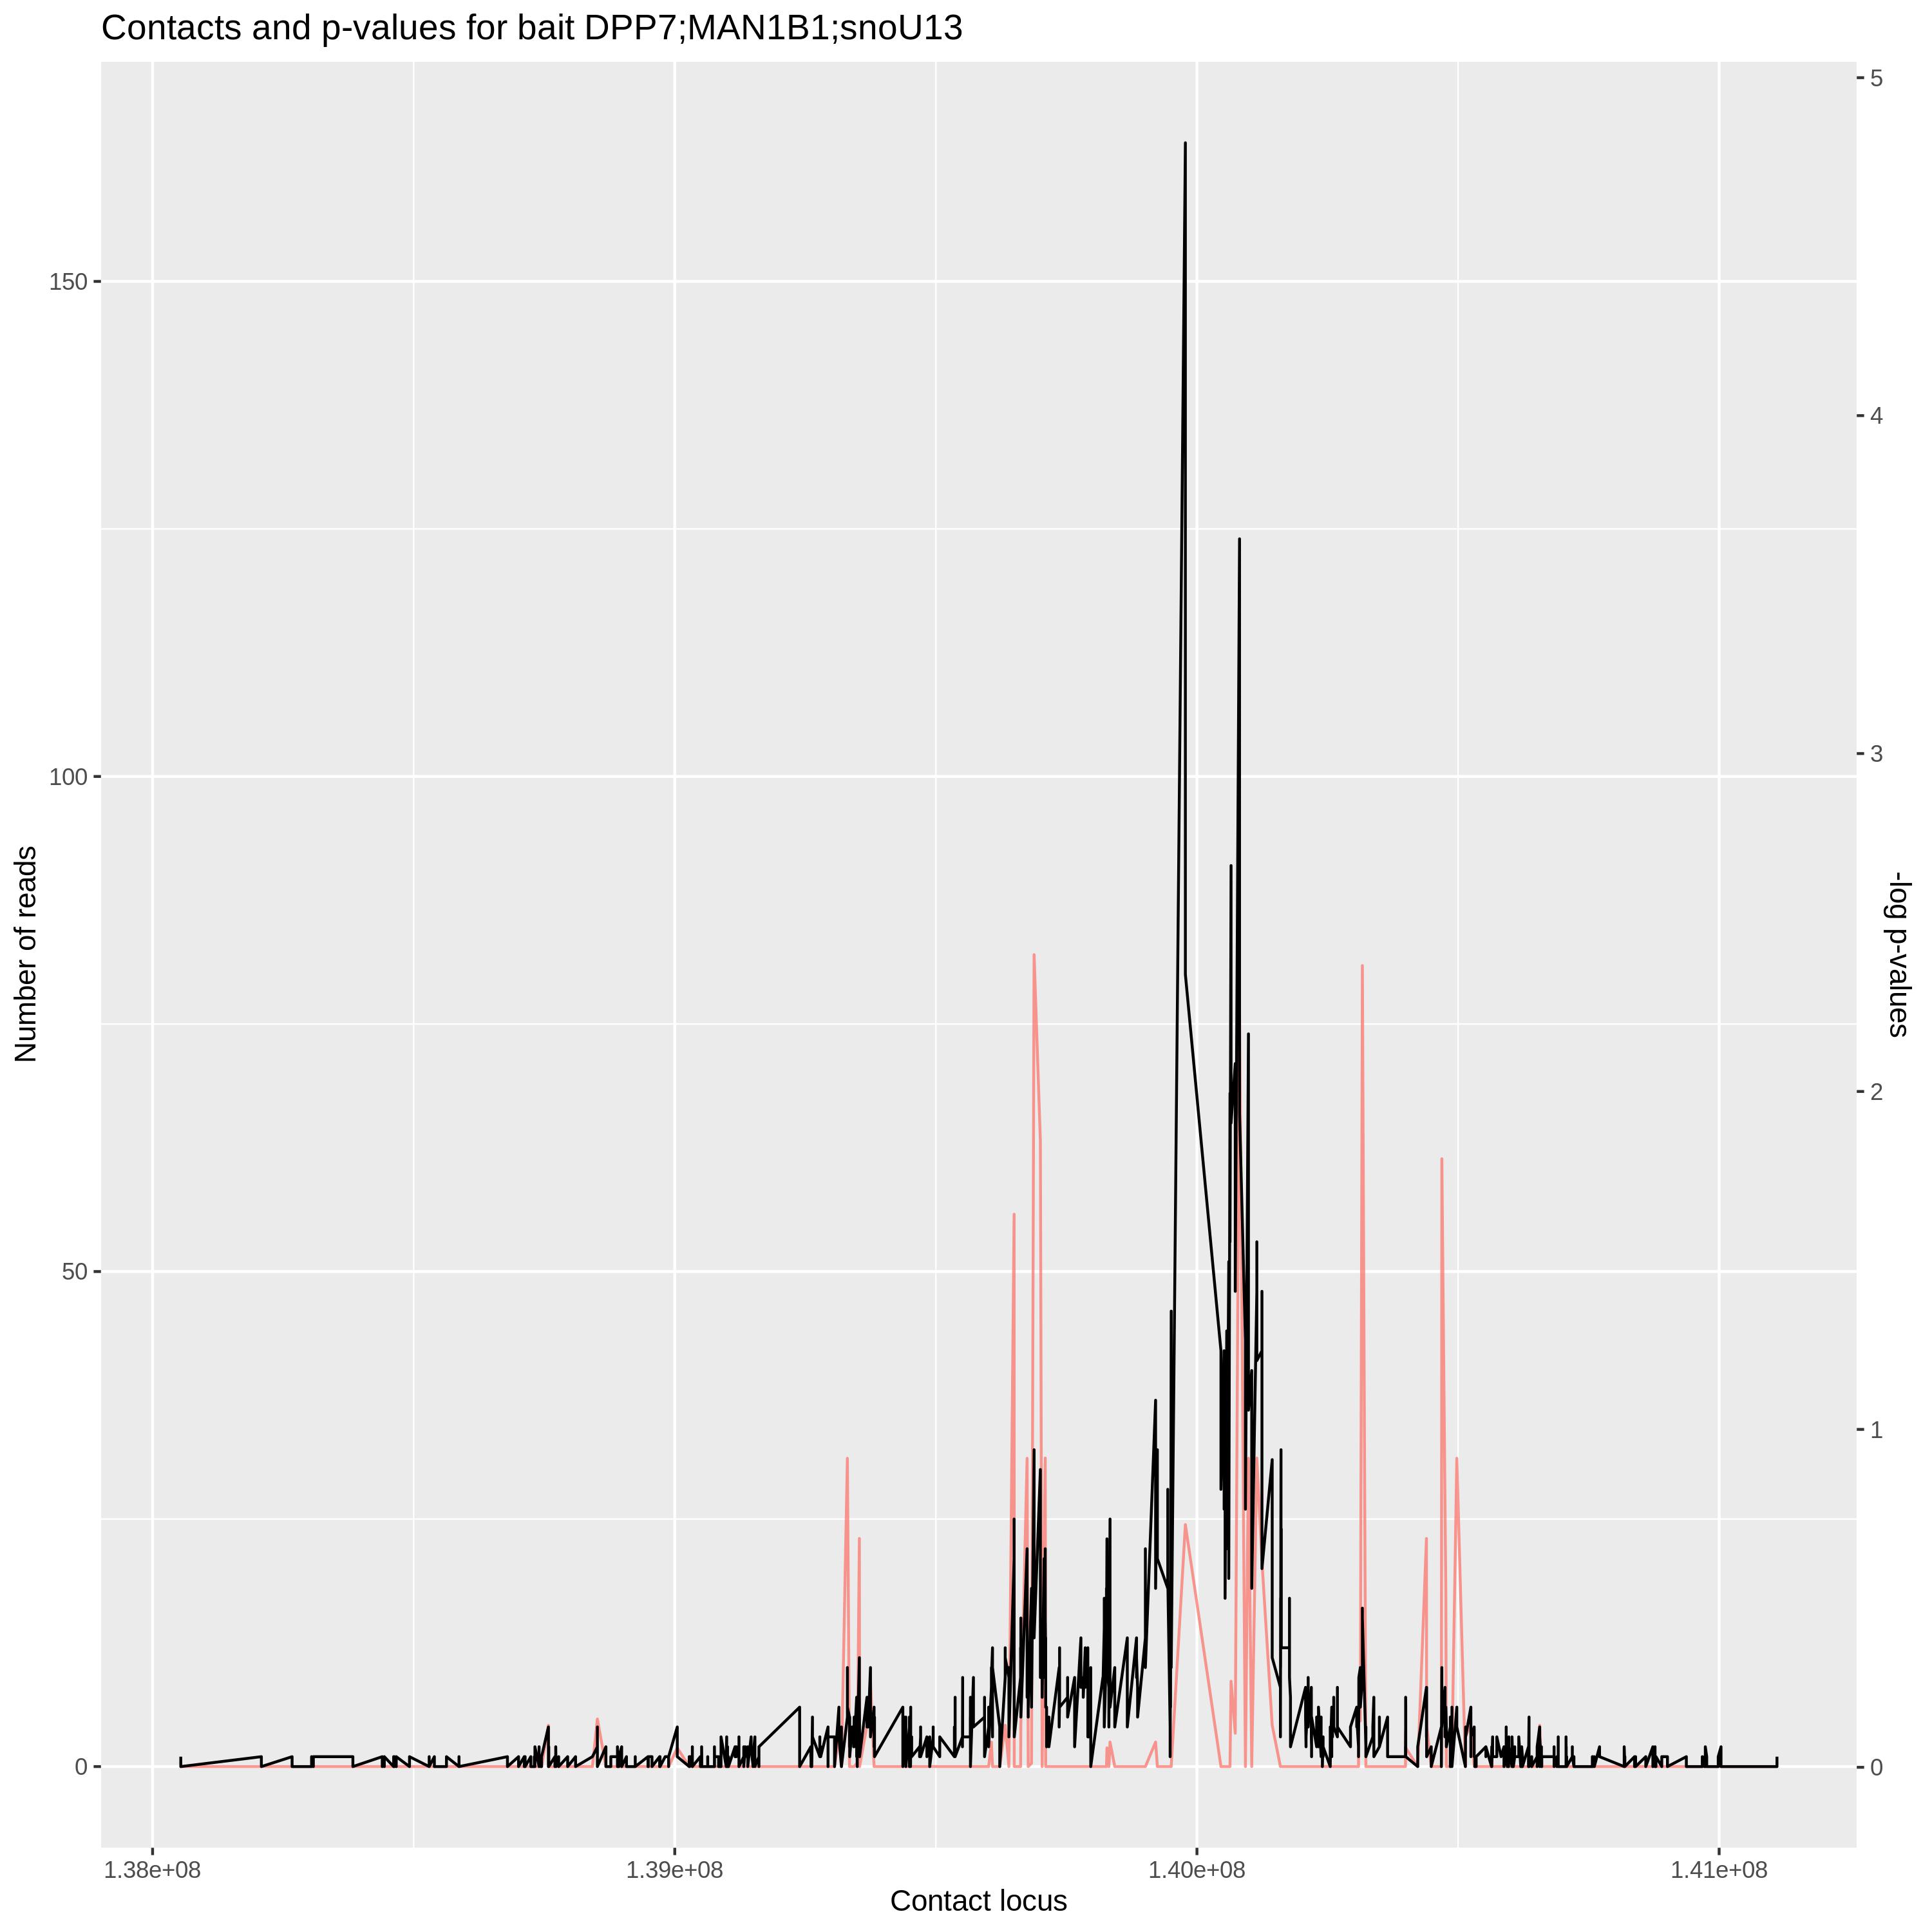 Contacts and p-values for bait DPP7;MAN1B1;snoU13
Number of reads
150
100
50
0
5
4
3
2
1
0
-log p-values
1.38e+08
1.39e+08
1.40e+08
1.41e+08
Contact locus